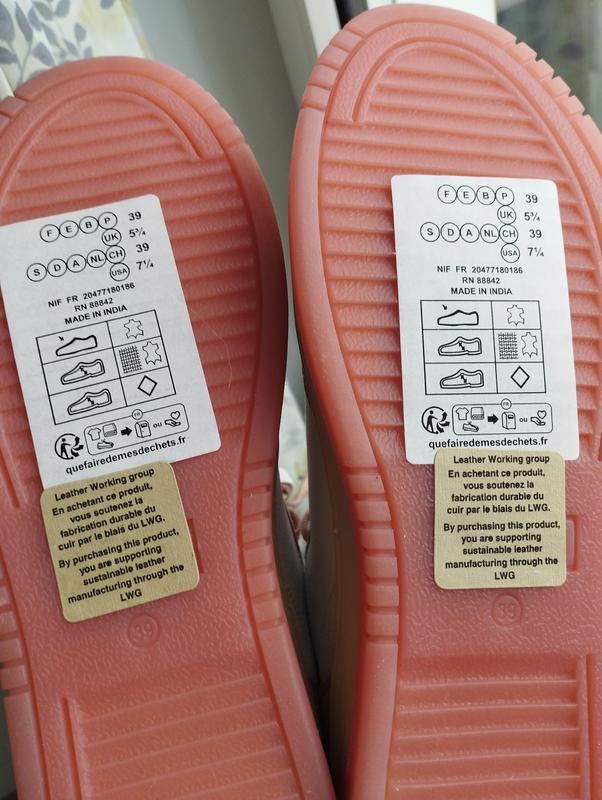 F E B P 39
UK 5¾
S D A NL CH 39
USA 7¼
NIF FR 20477180186
RN 88842
MADE IN INDIA
FR
ou
quefairedemesdechets.fr
Leather Working group
En achetant ce produit,
vous soutenez la
fabrication durable du
cuir par le biais du LWG.
By purchasing this product,
you are supporting
sustainable leather
manufacturing through the
LWG
39
F E B P 39
UK 5¾
S D A NL CH 39
USA 7¼
NIF FR 20477180186
RN 88842
MADE IN INDIA
FR
ou
quefairedemesdechets.fr
Leather Working group
En achetant ce produit,
vous soutenez la
fabrication durable du
cuir par le biais du LWG.
By purchasing this product,
you are supporting
sustainable leather
manufacturing through the
LWG
39